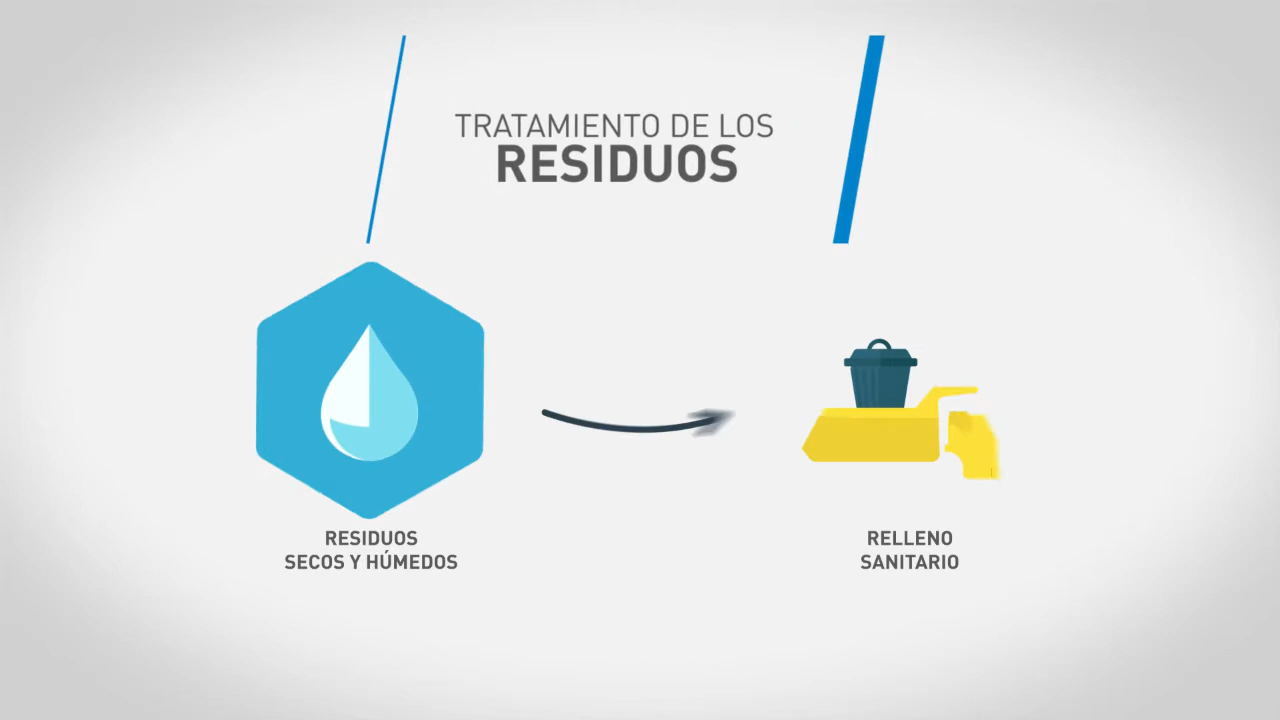 TRATAMIENTO DE LOS
RESIDUOS
RESIDUOS
SECOS Y HÚMEDOS
RELLENO
SANITARIO